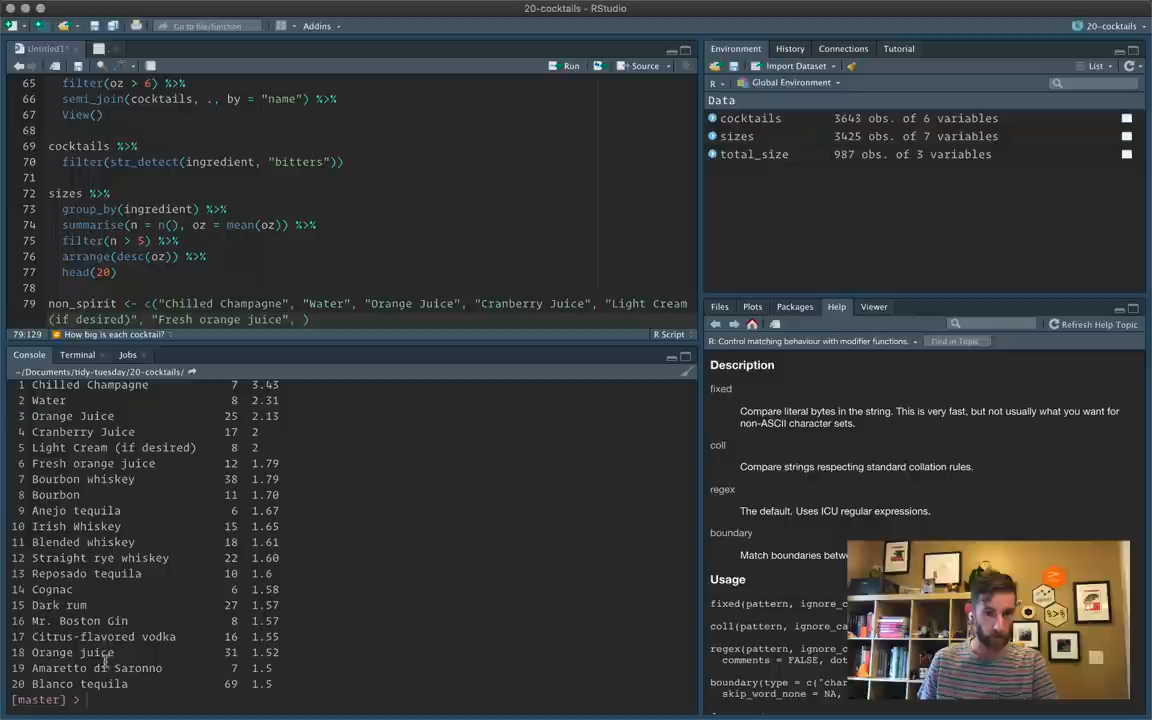 20-cocktails - RStudio
Go to file/function
Addins
20-cocktails
Untitled1*
Run
Source
65 filter(oz > 6) %>%
66 semi_join(cocktails, ., by = "name") %>%
67 View()
68
69 cocktails %>%
70 filter(str_detect(ingredient, "bitters"))
71
72 sizes %>%
73 group_by(ingredient) %>%
74 summarise(n = n(), oz = mean(oz)) %>%
75 filter(n > 5) %>%
76 arrange(desc(oz)) %>%
77 head(20)
78
79 non_spirit <- c("Chilled Champagne", "Water", "Orange Juice", "Cranberry Juice", "Light Cream
(if desired)", "Fresh orange juice", )
79:129 # How big is each cocktail? R Script
Console Terminal Jobs
~/Documents/tidy-tuesday/20-cocktails/
1 Chilled Champagne 7 3.43
2 Water 8 2.31
3 Orange Juice 25 2.13
4 Cranberry Juice 17 2
5 Light Cream (if desired) 8 2
6 Fresh orange juice 12 1.79
7 Bourbon whiskey 38 1.79
8 Bourbon 11 1.70
9 Anejo tequila 6 1.67
10 Irish Whiskey 15 1.65
11 Blended whiskey 18 1.61
12 Straight rye whiskey 22 1.60
13 Reposado tequila 10 1.6
14 Cognac 6 1.58
15 Dark rum 27 1.57
16 Mr. Boston Gin 8 1.57
17 Citrus-flavored vodka 16 1.55
18 Orange juice 31 1.52
19 Amaretto di Saronno 7 1.5
20 Blanco tequila 69 1.5
[master] >
Environment History Connections Tutorial
Import Dataset List
R Global Environment
Data
cocktails 3643 obs. of 6 variables
sizes 3425 obs. of 7 variables
total_size 987 obs. of 3 variables
Files Plots Packages Help Viewer
Refresh Help Topic
R: Control matching behaviour with modifier functions. Find in Topic
Description
fixed
Compare literal bytes in the string. This is very fast, but not usually what you want for
non-ASCII character sets.
coll
Compare strings respecting standard collation rules.
regex
The default. Uses ICU regular expressions.
boundary
Match boundaries betwe
Usage
fixed(pattern, ignore_ca
coll(pattern, ignore_ca
regex(pattern, ignore_c
comments = FALSE, dot
boundary(type = c("char
skip_word_none = NA,